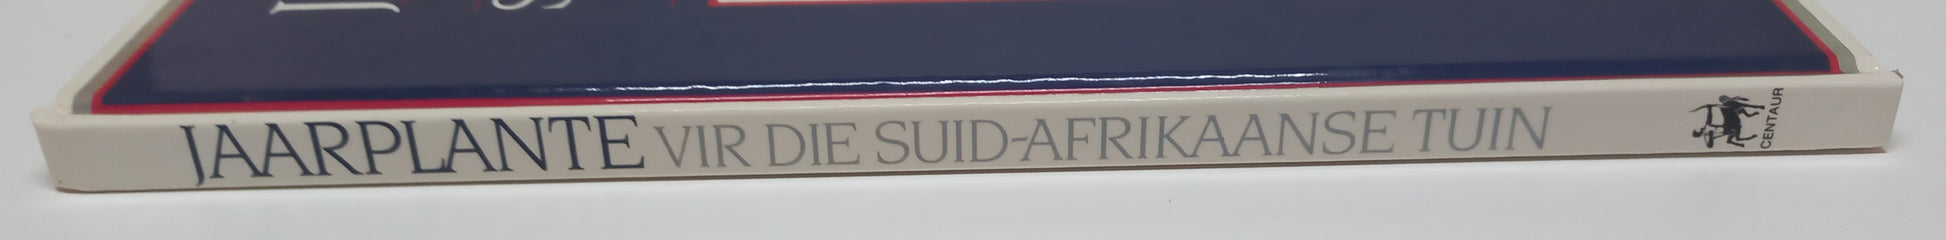 JAARPLANTE VIR DIE SUID-AFRIKAANSE TUIN
CENTAUR